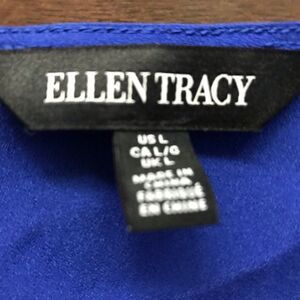 ELLEN TRACY
US L
CA L/G
UK L
MADE IN
CHINA
FABRIQUÉ
EN CHINE